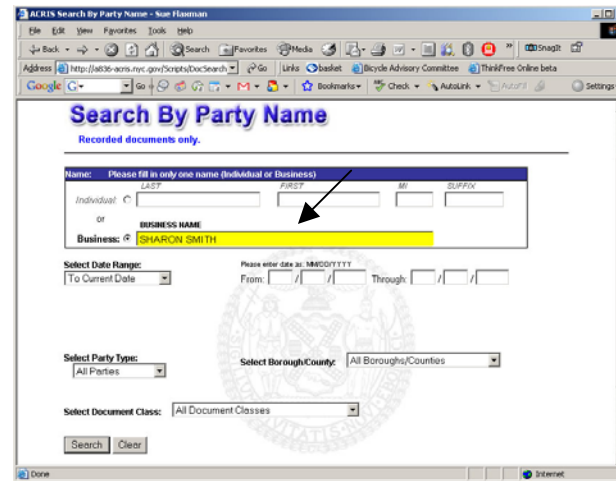 ACRIS Search By Party Name - Sue Flaxman
File Edit View Favorites Tools Help
Back Search Favorites Media SnagIt
Address http://a836-acris.nyc.gov/Scripts/DocSearch Go Links basket Bicycle Advisory Committee ThinkFree Online beta
Google G Go Bookmarks Check AutoLink AutoFill Settings
Search By Party Name
Recorded documents only.
Name: Please fill in only one name (Individual or Business)
LAST FIRST MI SUFFIX
Individual:
or
BUSINESS NAME
Business: SHARON SMITH
Select Date Range: Please enter date as: MM/DD/YYYY
To Current Date From: / / Through: / /
Select Party Type: Select Borough/County: All Boroughs/Counties
All Parties
Select Document Class: All Document Classes
Search Clear
Done Internet